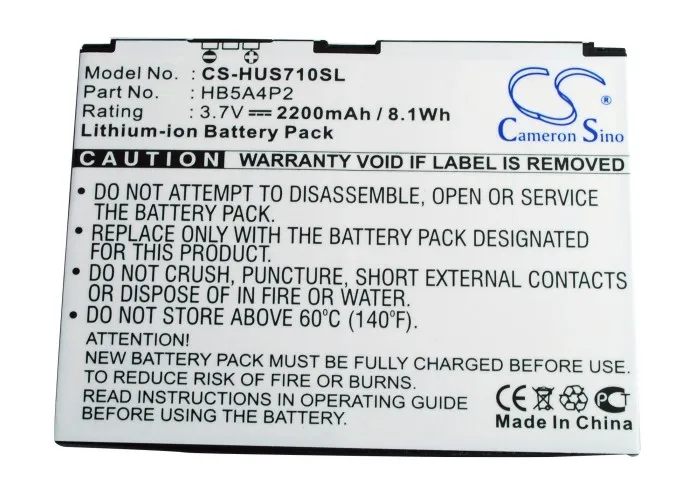 Model No.: CS-HUS710SL
Part No.: HB5A4P2
Rating: 3.7V 2200mAh / 8.1Wh
Lithium-ion Battery Pack
CS
Cameron Sino
CAUTION WARRANTY VOID IF LABEL IS REMOVED
• DO NOT ATTEMPT TO DISASSEMBLE, OPEN OR SERVICE
THE BATTERY PACK.
• REPLACE ONLY WITH THE BATTERY PACK DESIGNATED
FOR THIS PRODUCT.
• DO NOT CRUSH, PUNCTURE, SHORT EXTERNAL CONTACTS
OR DISPOSE OF IN FIRE OR WATER.
• DO NOT STORE ABOVE 60°C (140°F).
ATTENTION!
NEW BATTERY PACK MUST BE FULLY CHARGED BEFORE USE
TO REDUCE RISK OF FIRE OR BURNS.
READ INSTRUCTIONS IN OPERATING GUIDE BEFORE
USING THE BATTERY.
CE
Made In China